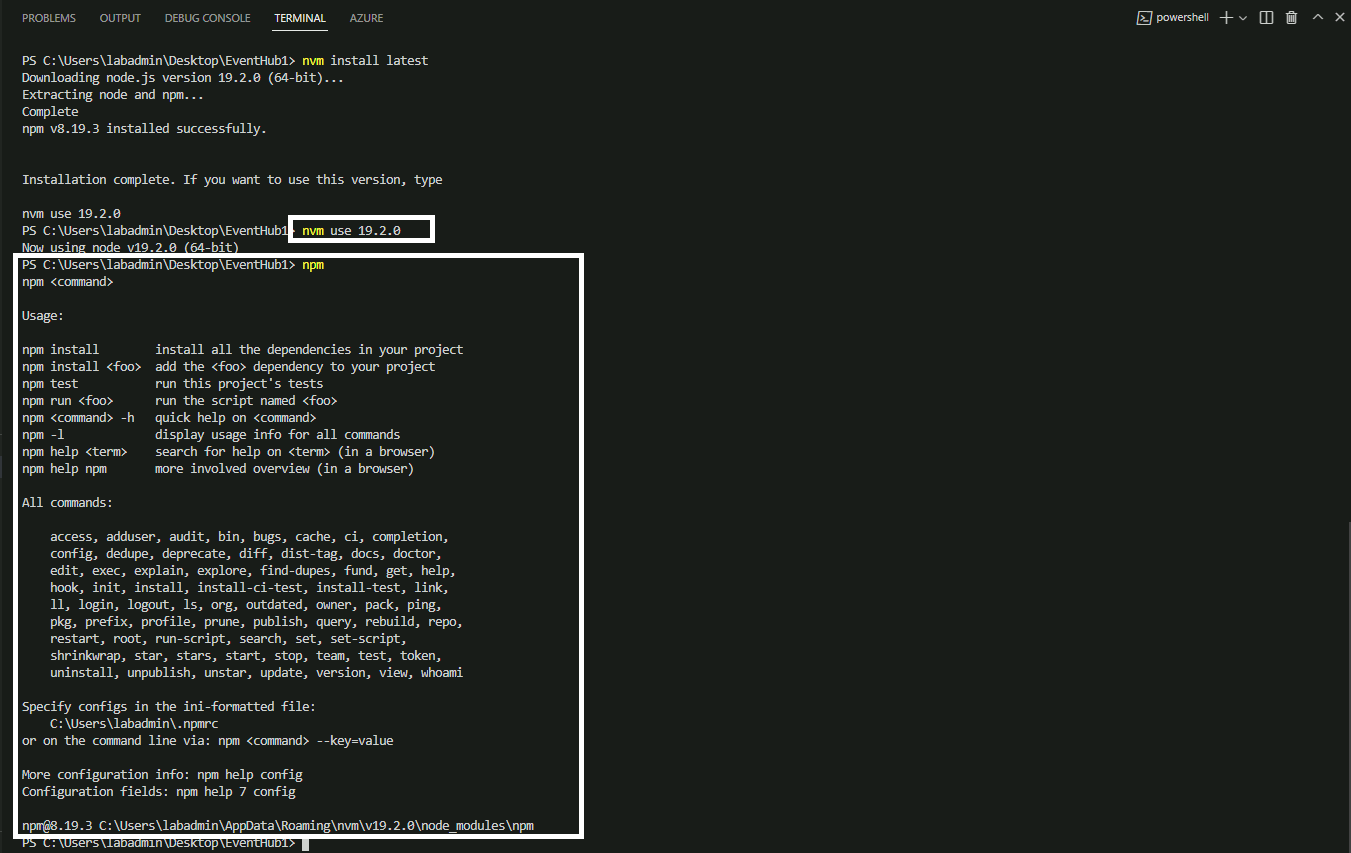 PROBLEMS OUTPUT DEBUG CONSOLE TERMINAL AZURE powershell
PS C:\Users\labadmin\Desktop\EventHub1> nvm install latest
Downloading node.js version 19.2.0 (64-bit)...
Extracting node and npm...
Complete
npm v8.19.3 installed successfully.
Installation complete. If you want to use this version, type
nvm use 19.2.0
PS C:\Users\labadmin\Desktop\EventHub1> nvm use 19.2.0
Now using node v19.2.0 (64-bit)
PS C:\Users\labadmin\Desktop\EventHub1> npm
npm <command>
Usage:
npm install        install all the dependencies in your project
npm install <foo>  add the <foo> dependency to your project
npm test           run this project's tests
npm run <foo>      run the script named <foo>
npm <command> -h   quick help on <command>
npm -l             display usage info for all commands
npm help <term>    search for help on <term> (in a browser)
npm help npm       more involved overview (in a browser)
All commands:
access, adduser, audit, bin, bugs, cache, ci, completion,
config, dedupe, deprecate, diff, dist-tag, docs, doctor,
edit, exec, explain, explore, find-dupes, fund, get, help,
hook, init, install, install-ci-test, install-test, link,
ll, login, logout, ls, org, outdated, owner, pack, ping,
pkg, prefix, profile, prune, publish, query, rebuild, repo,
restart, root, run-script, search, set, set-script,
shrinkwrap, star, stars, start, stop, team, test, token,
uninstall, unpublish, unstar, update, version, view, whoami
Specify configs in the ini-formatted file:
C:\Users\labadmin\.npmrc
or on the command line via: npm <command> --key=value
More configuration info: npm help config
Configuration fields: npm help 7 config
npm@8.19.3 C:\Users\labadmin\AppData\Roaming\nvm\v19.2.0\node_modules\npm
PS C:\Users\labadmin\Desktop\EventHub1>